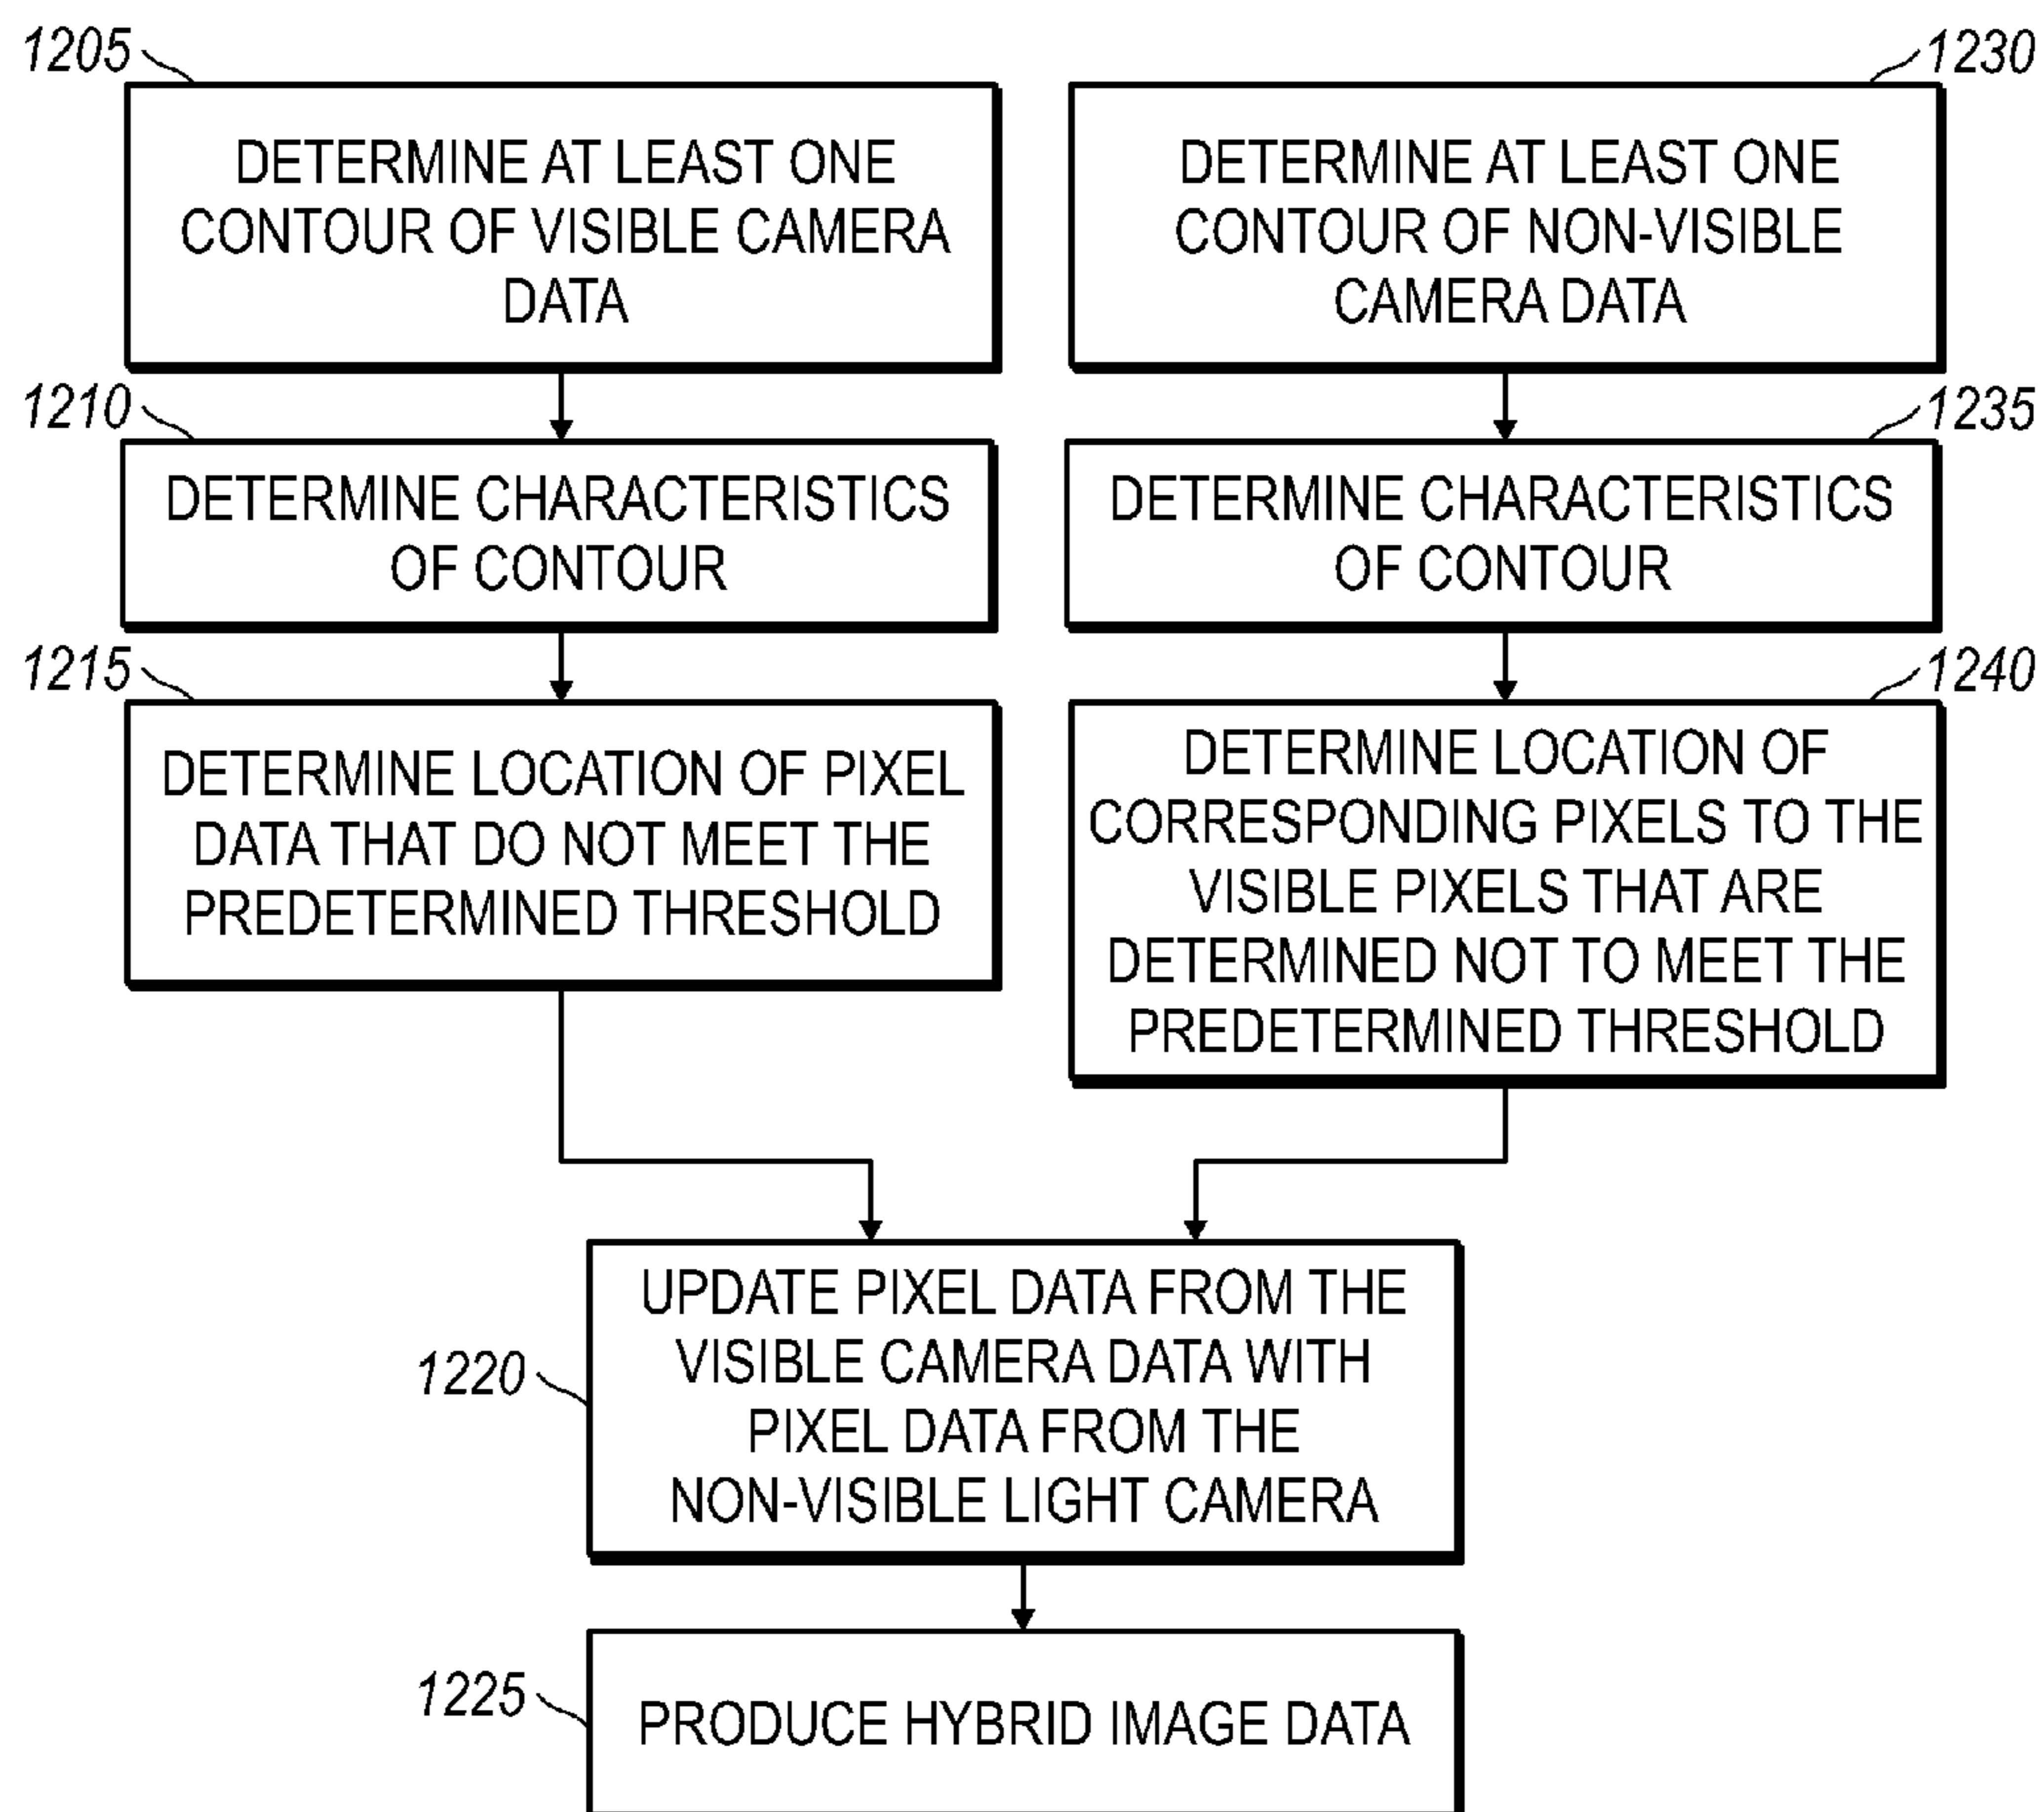 1205
DETERMINE AT LEAST ONE
CONTOUR OF VISIBLE CAMERA
DATA
1210
DETERMINE CHARACTERISTICS
OF CONTOUR
1215
DETERMINE LOCATION OF PIXEL
DATA THAT DO NOT MEET THE
PREDETERMINED THRESHOLD
1230
DETERMINE AT LEAST ONE
CONTOUR OF NON-VISIBLE
CAMERA DATA
1235
DETERMINE CHARACTERISTICS
OF CONTOUR
1240
DETERMINE LOCATION OF
CORRESPONDING PIXELS TO THE
VISIBLE PIXELS THAT ARE
DETERMINED NOT TO MEET THE
PREDETERMINED THRESHOLD
1220
UPDATE PIXEL DATA FROM THE
VISIBLE CAMERA DATA WITH
PIXEL DATA FROM THE
NON-VISIBLE LIGHT CAMERA
1225
PRODUCE HYBRID IMAGE DATA